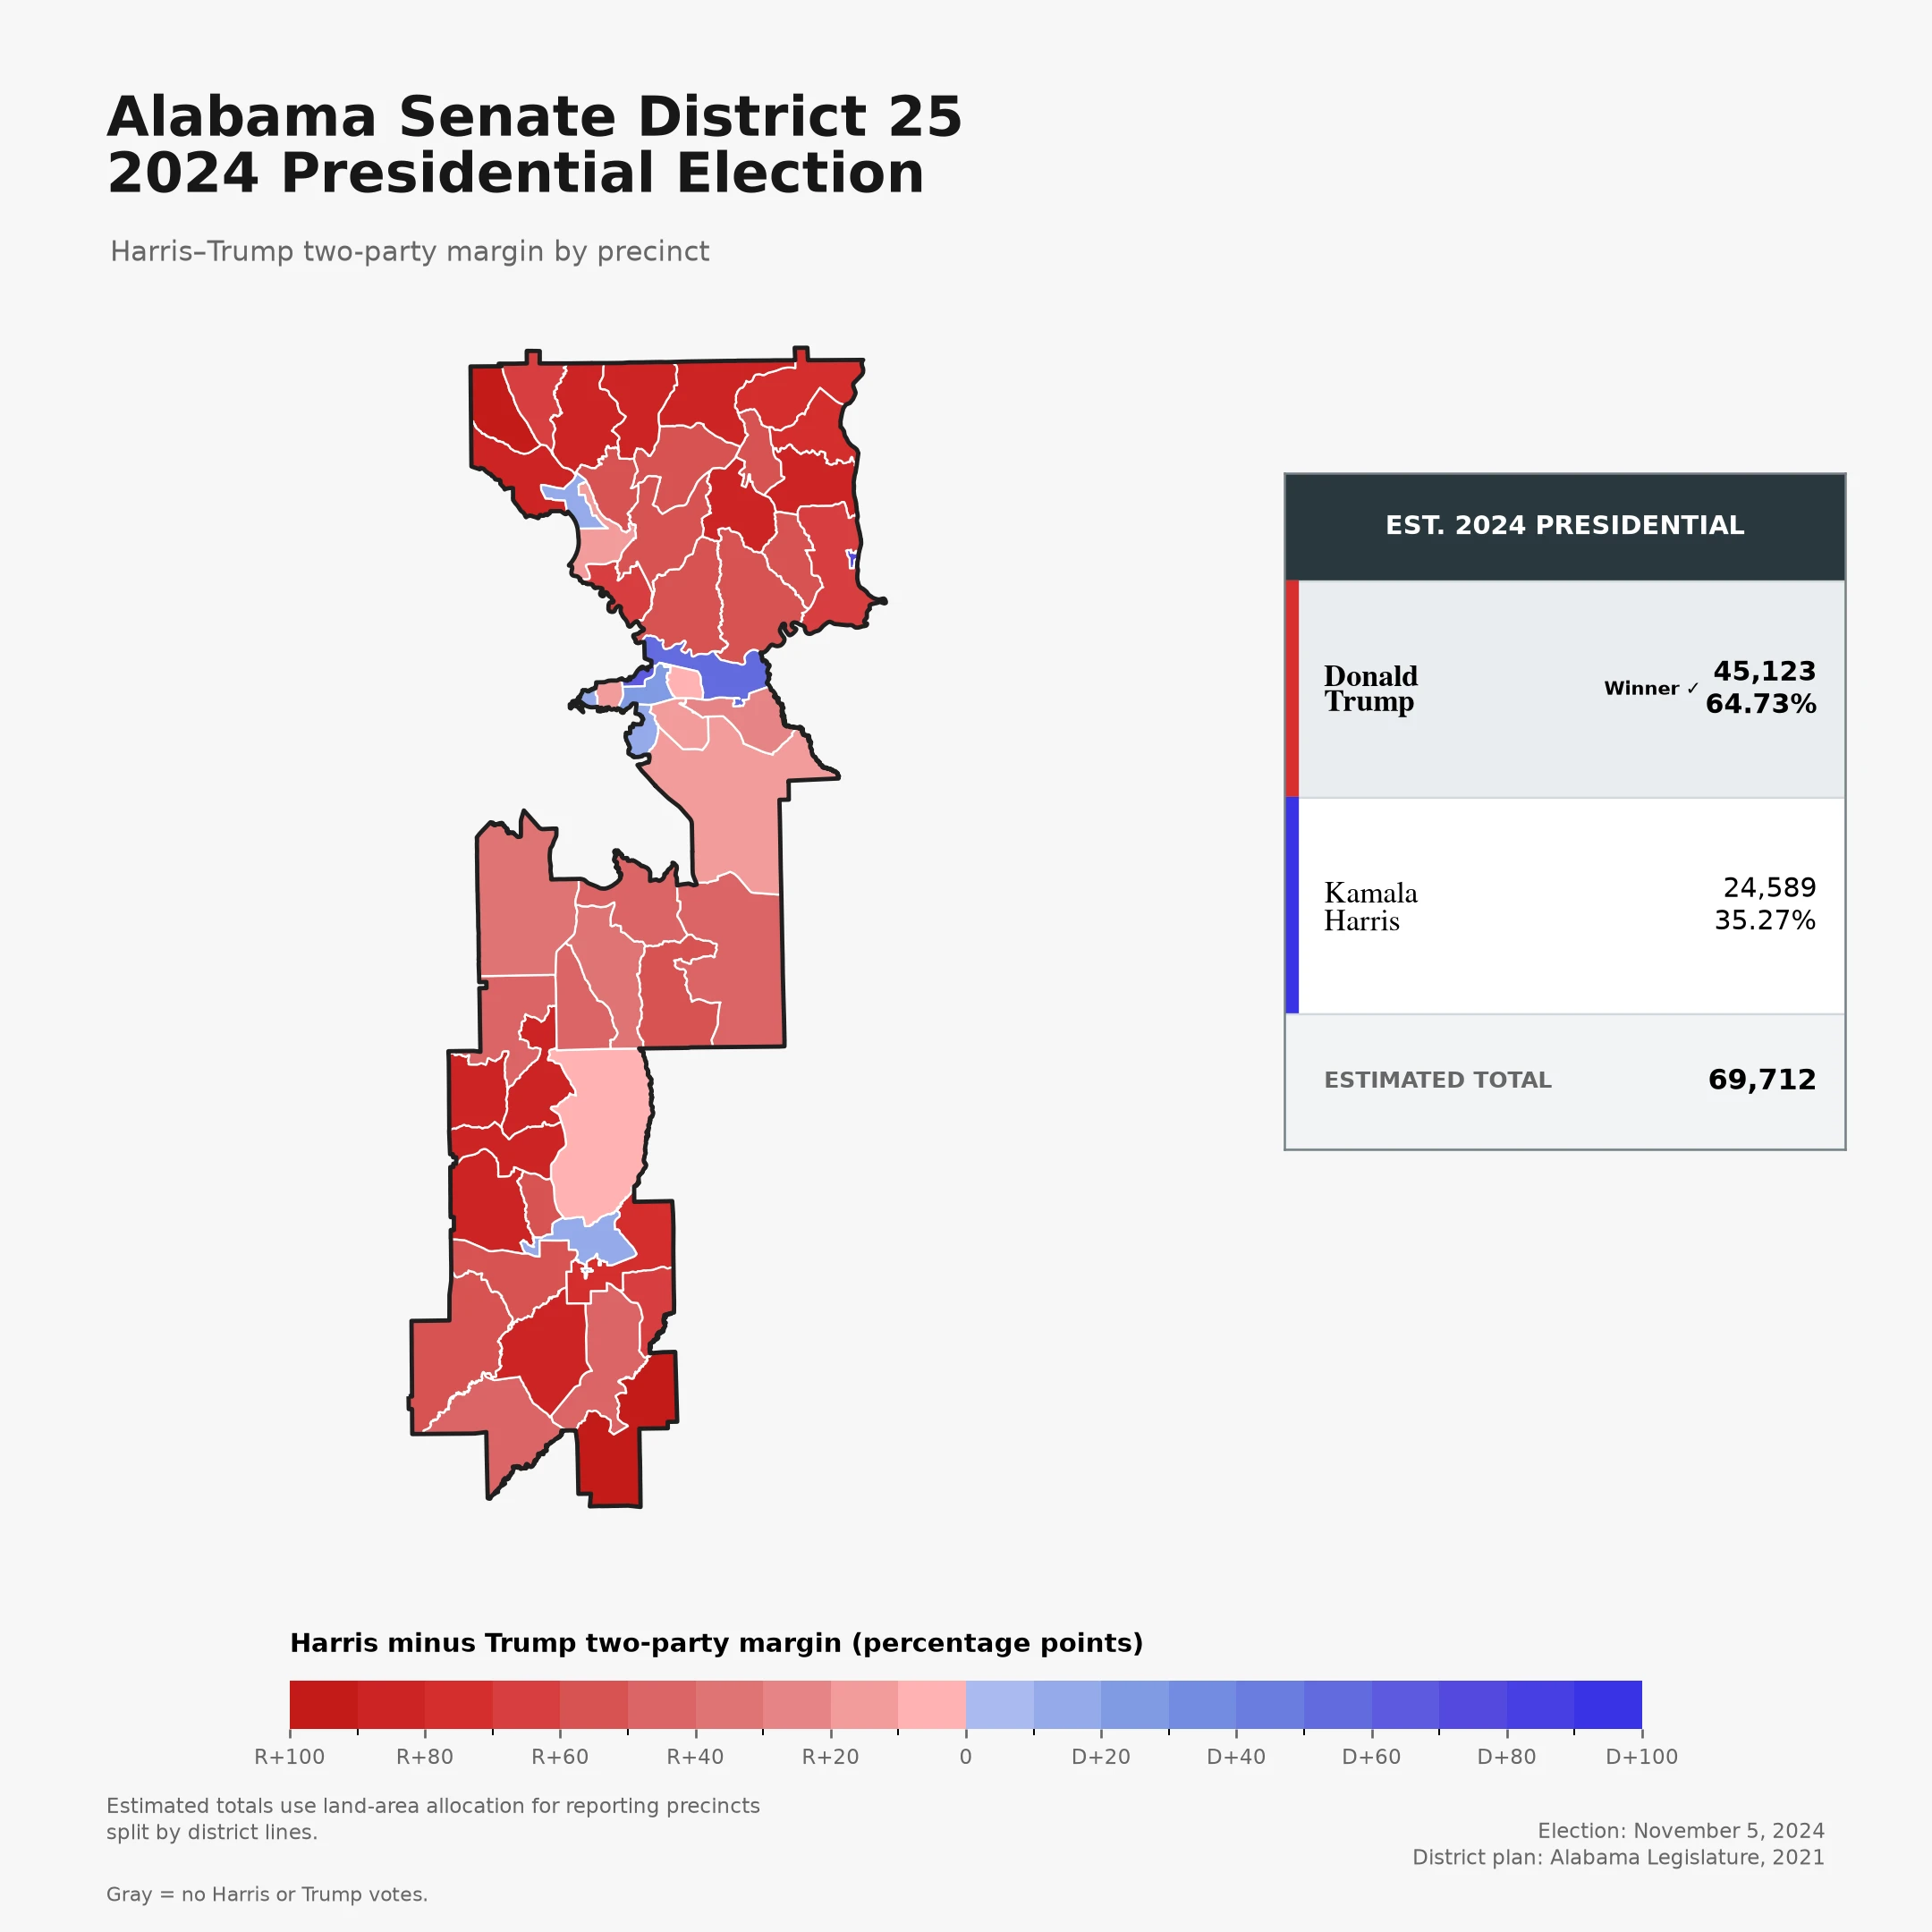 Alabama Senate District 25
2024 Presidential Election
Harris–Trump two-party margin by precinct
EST. 2024 PRESIDENTIAL
Donald
Trump
Winner ✓
45,123
64.73%
Kamala
Harris
24,589
35.27%
ESTIMATED TOTAL
69,712
Harris minus Trump two-party margin (percentage points)
R+100 R+80 R+60 R+40 R+20 0 D+20 D+40 D+60 D+80 D+100
Estimated totals use land-area allocation for reporting precincts
split by district lines.
Gray = no Harris or Trump votes.
Election: November 5, 2024
District plan: Alabama Legislature, 2021